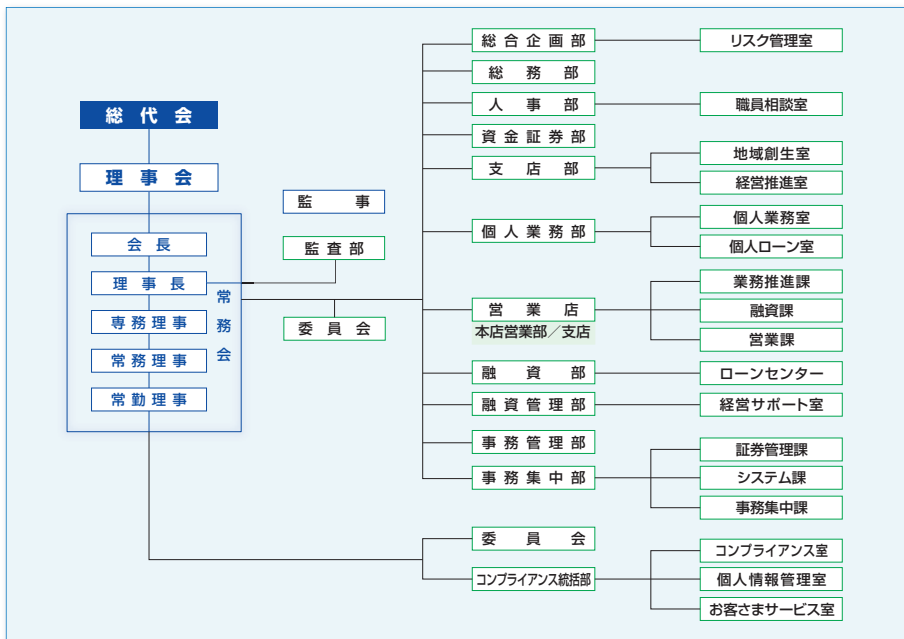 総代会
理事会
会長
理事長
専務理事
常務理事
常勤理事
常務会
監事
監査部
委員会
総合企画部
リスク管理室
総務部
人事部
職員相談室
資金証券部
支店部
地域創生室
経営推進室
個人業務部
個人業務室
個人ローン室
営業店
本店営業部／支店
業務推進課
融資課
営業課
融資部
ローンセンター
融資管理部
経営サポート室
事務管理部
事務集中部
証券管理課
システム課
事務集中課
委員会
コンプライアンス統括部
コンプライアンス室
個人情報管理室
お客さまサービス室